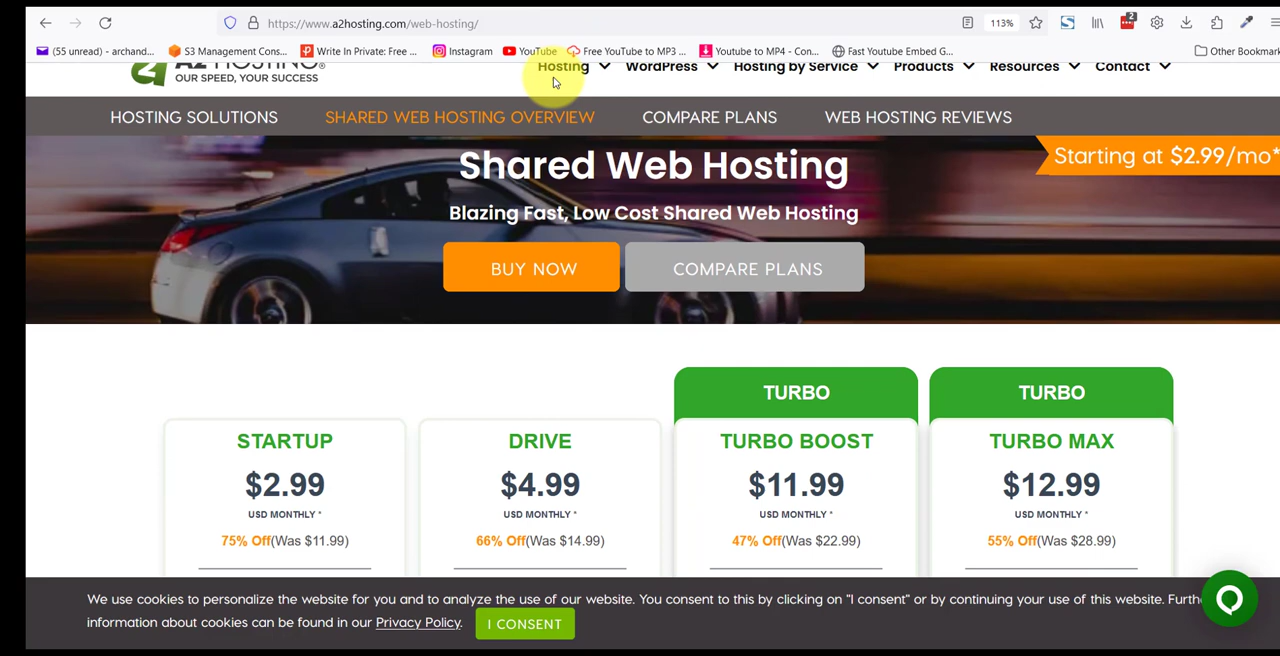 https://www.a2hosting.com/web-hosting/
113%
2
(55 unread) - archand...
S3 Management Cons...
Write In Private: Free ...
Instagram
YouTube
Free YouTube to MP3 ...
Youtube to MP4 - Con...
Fast Youtube Embed G...
Other Bookmar
A2 HOSTING®
OUR SPEED, YOUR SUCCESS
Hosting
WordPress
Hosting by Service
Products
Resources
Contact
HOSTING SOLUTIONS
SHARED WEB HOSTING OVERVIEW
COMPARE PLANS
WEB HOSTING REVIEWS
Starting at $2.99/mo*
Shared Web Hosting
Blazing Fast, Low Cost Shared Web Hosting
BUY NOW
COMPARE PLANS
TURBO
TURBO
STARTUP
$2.99
USD MONTHLY *
75% Off(Was $11.99)
DRIVE
$4.99
USD MONTHLY *
66% Off(Was $14.99)
TURBO BOOST
$11.99
USD MONTHLY *
47% Off(Was $22.99)
TURBO MAX
$12.99
USD MONTHLY *
55% Off(Was $28.99)
We use cookies to personalize the website for you and to analyze the use of our website. You consent to this by clicking on "I consent" or by continuing your use of this website. Furth
information about cookies can be found in our Privacy Policy.
I CONSENT